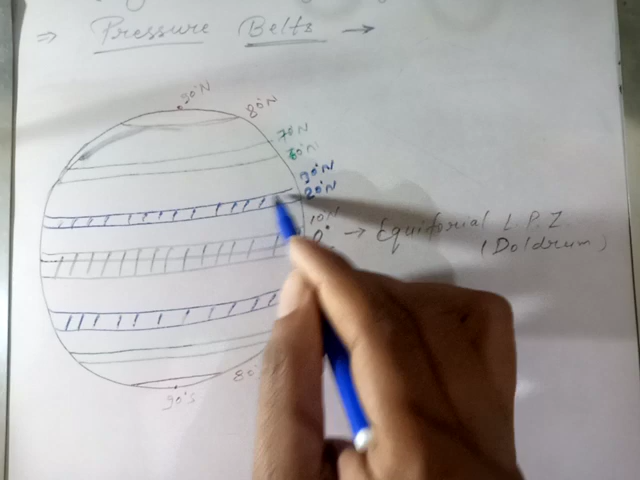 ⇒ Pressure Belts →
90°N
80°N
70°N
60°N
30°N
20°N
10°N
0° → Equitorial L.P.Z.
(Doldrum)
80°S
90°S